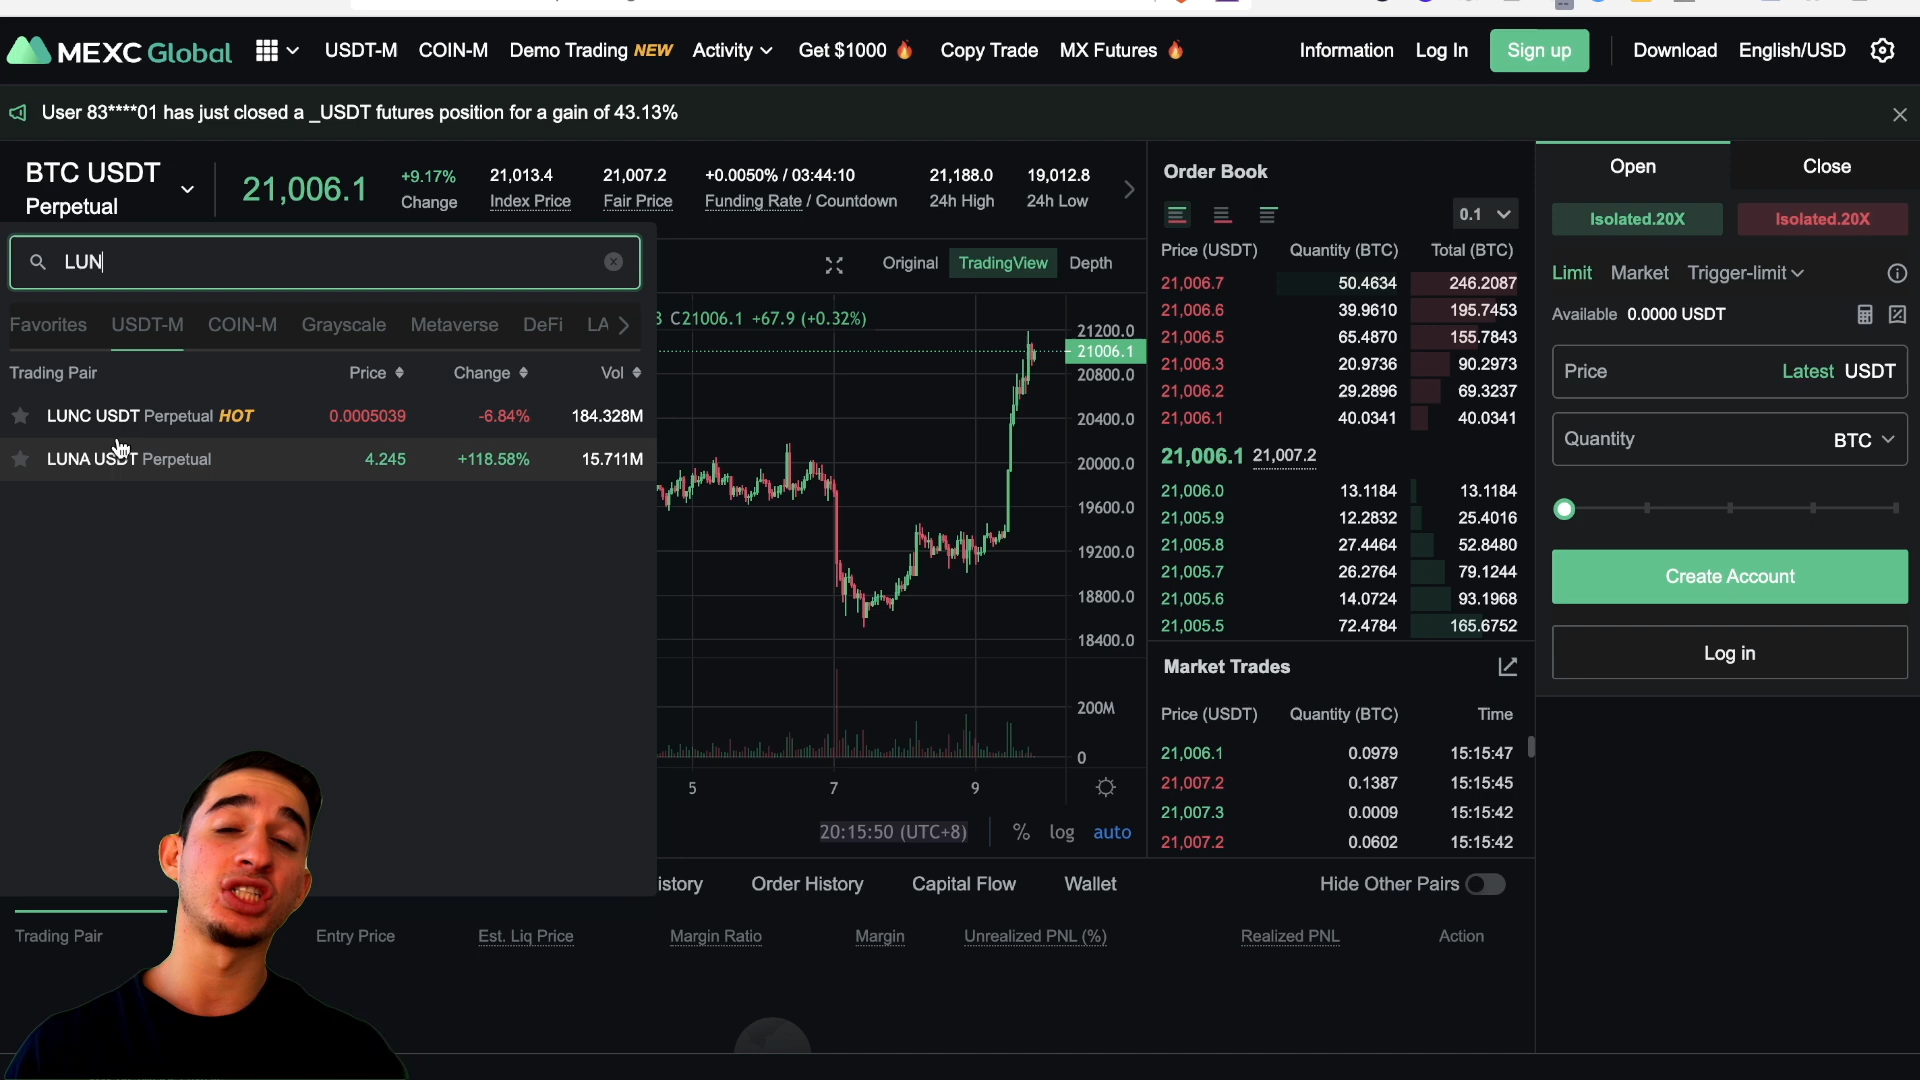 MEXC Global USDT-M COIN-M Demo Trading NEW Activity Get $1000 Copy Trade MX Futures Information Log In Sign up Download English/USD
User 83****01 has just closed a _USDT futures position for a gain of 43.13%
BTC USDT
Perpetual
21,006.1
+9.17%
Change
21,013.4
Index Price
21,007.2
Fair Price
+0.0050% / 03:44:10
Funding Rate / Countdown
21,188.0
24h High
19,012.8
24h Low
LUN
Favorites USDT-M COIN-M Grayscale Metaverse DeFi LA
Trading Pair Price Change Vol
LUNC USDT Perpetual HOT 0.0005039 -6.84% 184.328M
LUNA USDT Perpetual 4.245 +118.58% 15.711M
Original TradingView Depth
C21006.1 +67.9 (+0.32%)
21200.0
21006.1
20800.0
20400.0
20000.0
19600.0
19200.0
18800.0
18400.0
200M
0
5 7 9
20:15:50 (UTC+8) % log auto
Order Book
0.1
Price (USDT) Quantity (BTC) Total (BTC)
21,006.7 50.4634 246.2087
21,006.6 39.9610 195.7453
21,006.5 65.4870 155.7843
21,006.3 20.9736 90.2973
21,006.2 29.2896 69.3237
21,006.1 40.0341 40.0341
21,006.1 21,007.2
21,006.0 13.1184 13.1184
21,005.9 12.2832 25.4016
21,005.8 27.4464 52.8480
21,005.7 26.2764 79.1244
21,005.6 14.0724 93.1968
21,005.5 72.4784 165.6752
Market Trades
Price (USDT) Quantity (BTC) Time
21,006.1 0.0979 15:15:47
21,007.2 0.1387 15:15:45
21,007.3 0.0009 15:15:42
21,007.2 0.0602 15:15:42
Open Close
Isolated.20X Isolated.20X
Limit Market Trigger-limit
Available 0.0000 USDT
Price Latest USDT
Quantity BTC
Create Account
Log in
istory Order History Capital Flow Wallet Hide Other Pairs
Trading Pair Entry Price Est. Liq Price Margin Ratio Margin Unrealized PNL (%) Realized PNL Action